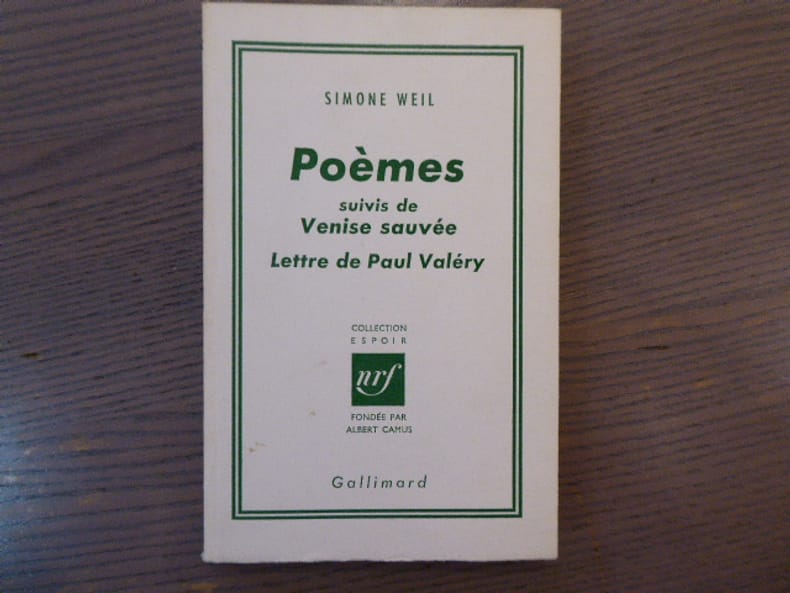 SIMONE WEIL
Poèmes
suivis de
Venise sauvée
Lettre de Paul Valéry
COLLECTION
ESPOIR
nrf
FONDÉE PAR
ALBERT CAMUS
Gallimard